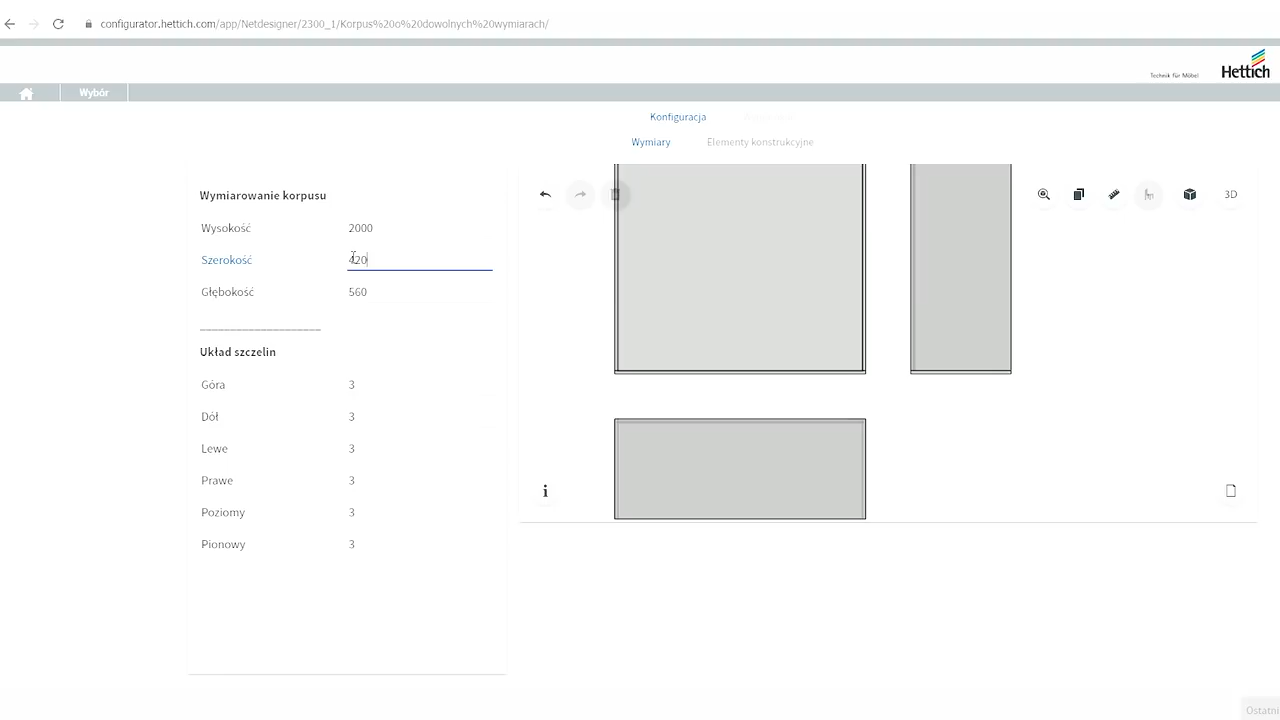 configurator.hettich.com/app/Netdesigner/2300_1/Korpus%20o%20dowolnych%20wymiarach/
Technik für Möbel
Hettich
Wybór
Konfiguracja
Wymiary
Elementy konstrukcyjne
Wymiarowanie korpusu
Wysokość 2000
Szerokość 420
Głębokość 560
Układ szczelin
Góra 3
Dół 3
Lewe 3
Prawe 3
Poziomy 3
Pionowy 3
3D
i
Ostatni